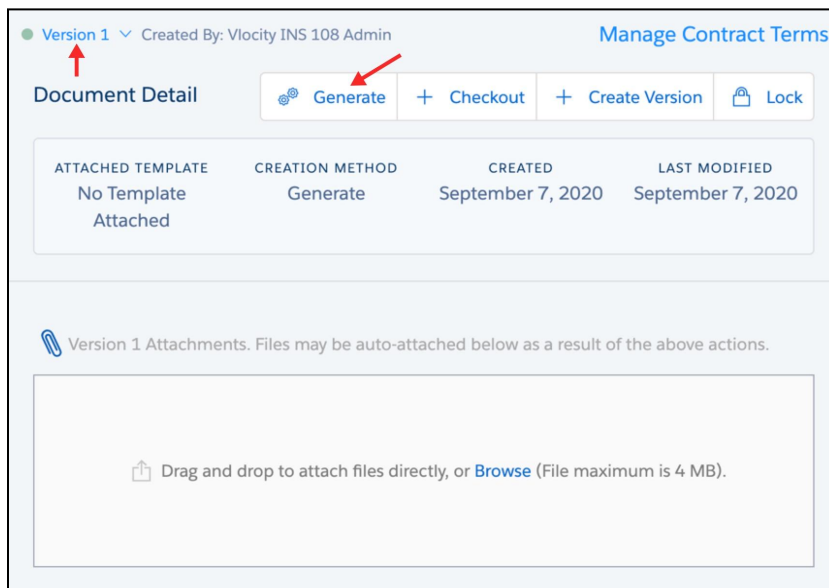 Version 1 Created By: Vlocity INS 108 Admin Manage Contract Terms
Document Detail Generate + Checkout + Create Version Lock
ATTACHED TEMPLATE CREATION METHOD CREATED LAST MODIFIED
No Template Generate September 7, 2020 September 7, 2020
Attached
Version 1 Attachments. Files may be auto-attached below as a result of the above actions.
Drag and drop to attach files directly, or Browse (File maximum is 4 MB).